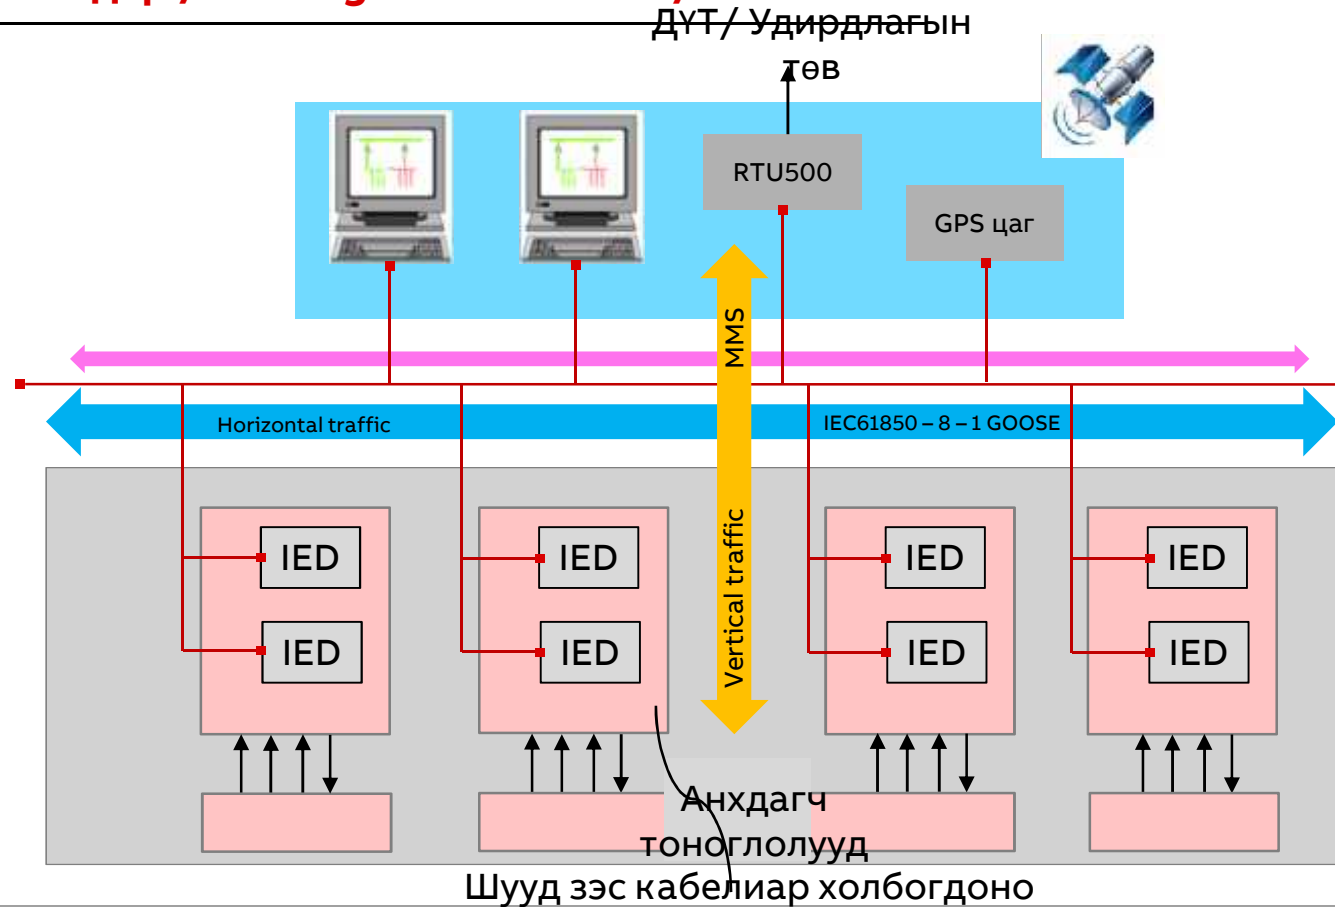 ДҮТ/ Удирдлагын
төв
RTU500
GPS цаг
MMS
Horizontal traffic
IEC61850 – 8 – 1 GOOSE
Vertical traffic
IED
IED
IED
IED
IED
IED
IED
IED
Анхдагч
тоноглолууд
Шууд зэс кабелиар холбогдоно